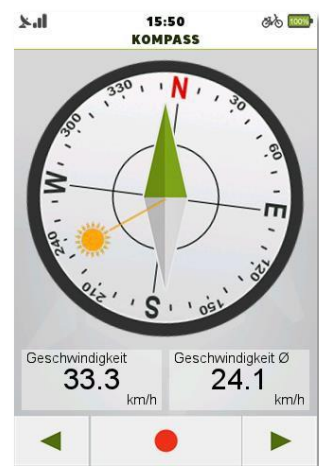 15:50
100%
KOMPASS
N
30
60
E
120
150
S
210
240
W
300
330
Geschwindigkeit
33.3
km/h
Geschwindigkeit Ø
24.1
km/h